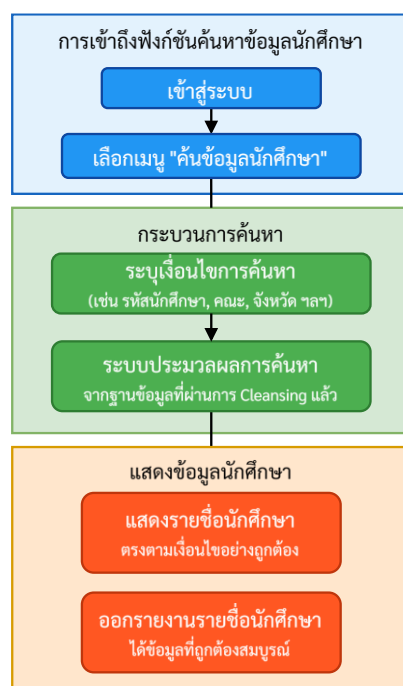 การเข้าถึงฟังก์ชันค้นหาข้อมูลนักศึกษา
เข้าสู่ระบบ
เลือกเมนู "ค้นข้อมูลนักศึกษา"
กระบวนการค้นหา
ระบุเงื่อนไขการค้นหา
(เช่น รหัสนักศึกษา, คณะ, จังหวัด ฯลฯ)
ระบบประมวลผลการค้นหา
จากฐานข้อมูลที่ผ่านการ Cleansing แล้ว
แสดงข้อมูลนักศึกษา
แสดงรายชื่อนักศึกษา
ตรงตามเงื่อนไขอย่างถูกต้อง
ออกรายงานรายชื่อนักศึกษา
ได้ข้อมูลที่ถูกต้องสมบูรณ์